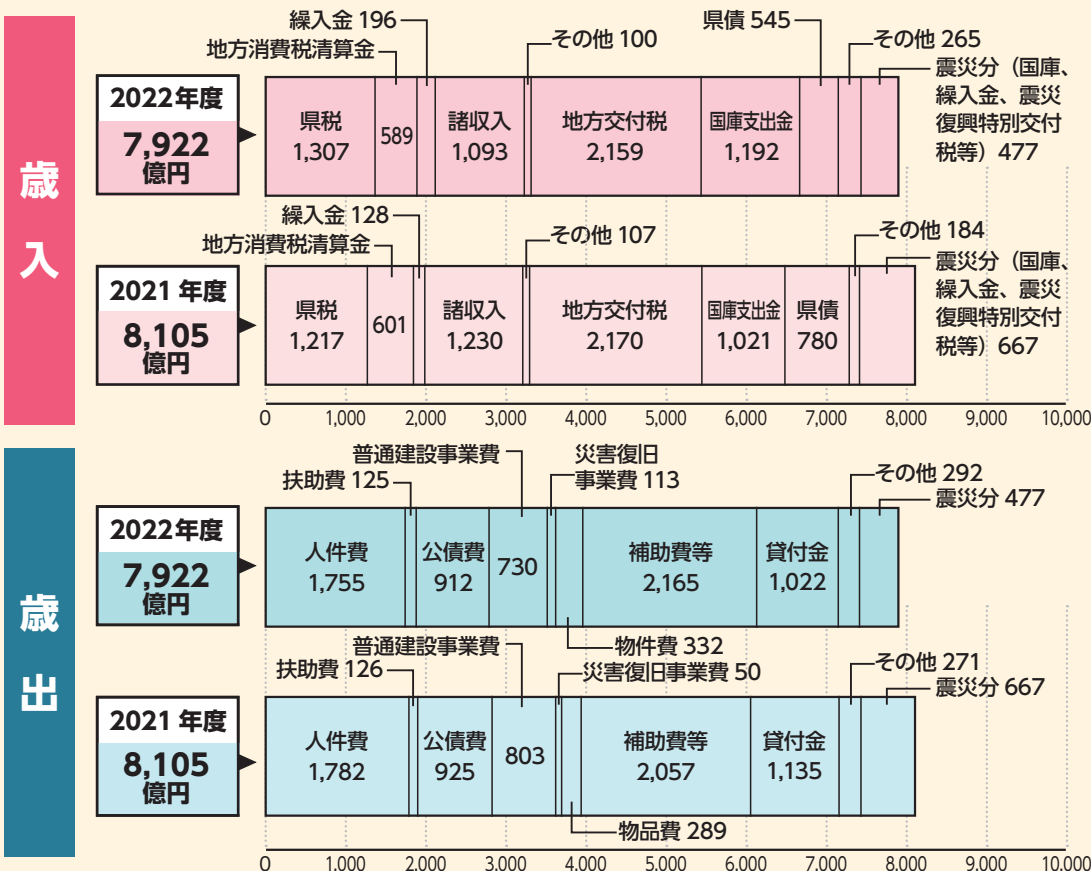 歳入
繰入金 196
地方消費税清算金
その他 100
県債 545
その他 265
震災分（国庫、
繰入金、震災
復興特別交付
税等）477
2022年度
7,922
億円
県税
1,307
589
諸収入
1,093
地方交付税
2,159
国庫支出金
1,192
繰入金 128
地方消費税清算金
その他 107
その他 184
震災分（国庫、
繰入金、震災
復興特別交付
税等）667
2021 年度
8,105
億円
県税
1,217
601
諸収入
1,230
地方交付税
2,170
国庫支出金
1,021
県債
780
0 1,000 2,000 3,000 4,000 5,000 6,000 7,000 8,000 9,000 10,000
歳出
普通建設事業費
扶助費 125
災害復旧
事業費 113
その他 292
震災分 477
2022年度
7,922
億円
人件費
1,755
公債費
912
730
補助費等
2,165
貸付金
1,022
物件費 332
普通建設事業費
扶助費 126
災害復旧事業費 50
その他 271
震災分 667
2021 年度
8,105
億円
人件費
1,782
公債費
925
803
補助費等
2,057
貸付金
1,135
物品費 289
0 1,000 2,000 3,000 4,000 5,000 6,000 7,000 8,000 9,000 10,000